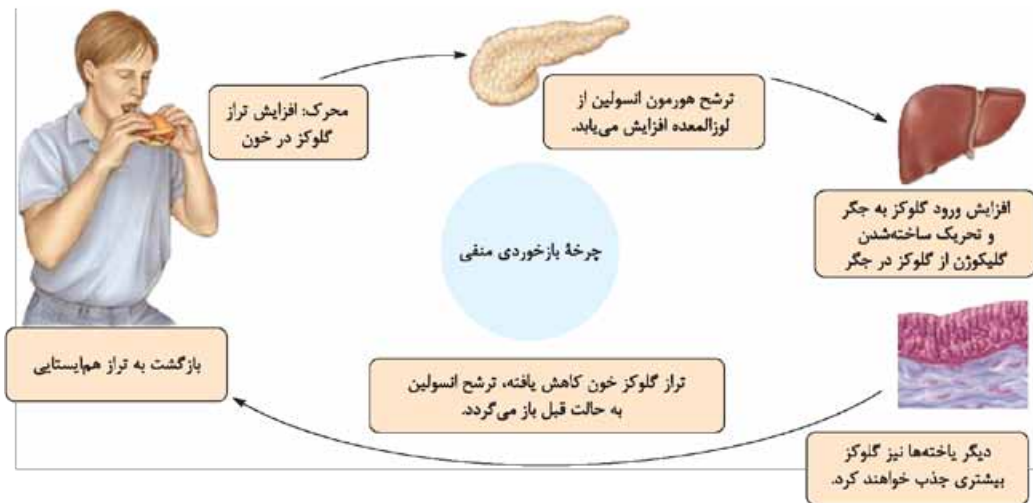 محرک: افزایش تراز
گلوکز در خون
ترشح هورمون انسولین از
لوزالمعده افزایش می‌یابد.
افزایش ورود گلوکز به جگر
و تحریک ساخته‌شدن
گلیکوژن از گلوکز در جگر
دیگر یاخته‌ها نیز گلوکز
بیشتری جذب خواهند کرد.
تراز گلوکز خون کاهش یافته، ترشح انسولین
به حالت قبل باز می‌گردد.
بازگشت به تراز هم‌ایستایی
چرخهٔ بازخوردی منفی